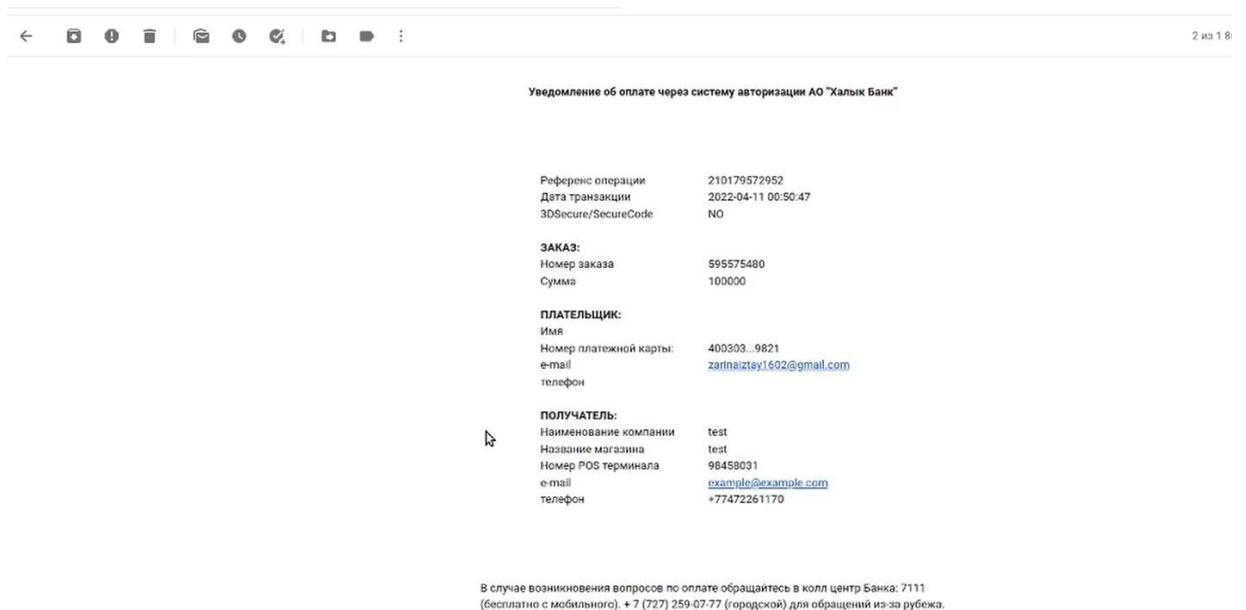 2 из 1 8
Уведомление об оплате через систему авторизации АО "Халык Банк"
Референс операции 210179572952
Дата транзакции 2022-04-11 00:50:47
3DSecure/SecureCode NO
ЗАКАЗ:
Номер заказа 595575480
Сумма 100000
ПЛАТЕЛЬЩИК:
Имя
Номер платежной карты: 400303...9821
e-mail zarinaiztay1602@gmail.com
телефон
ПОЛУЧАТЕЛЬ:
Наименование компании test
Название магазина test
Номер POS терминала 98458031
e-mail example@example.com
телефон +77472261170
В случае возникновения вопросов по оплате обращайтесь в колл центр Банка: 7111
(бесплатно с мобильного). + 7 (727) 259-07-77 (городской) для обращений из-за рубежа.